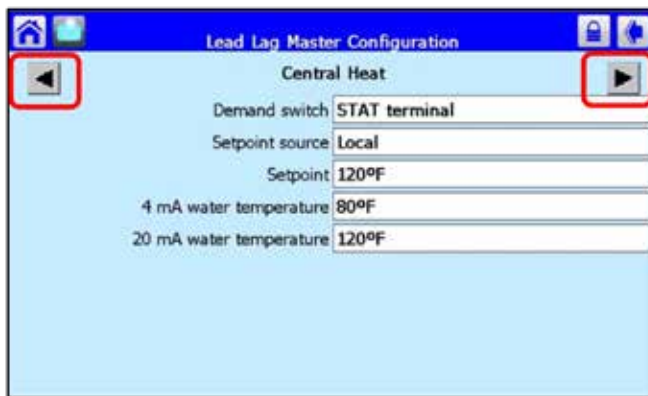 Lead Lag Master Configuration
Central Heat
Demand switch STAT terminal
Setpoint source Local
Setpoint 120ºF
4 mA water temperature 80ºF
20 mA water temperature 120ºF